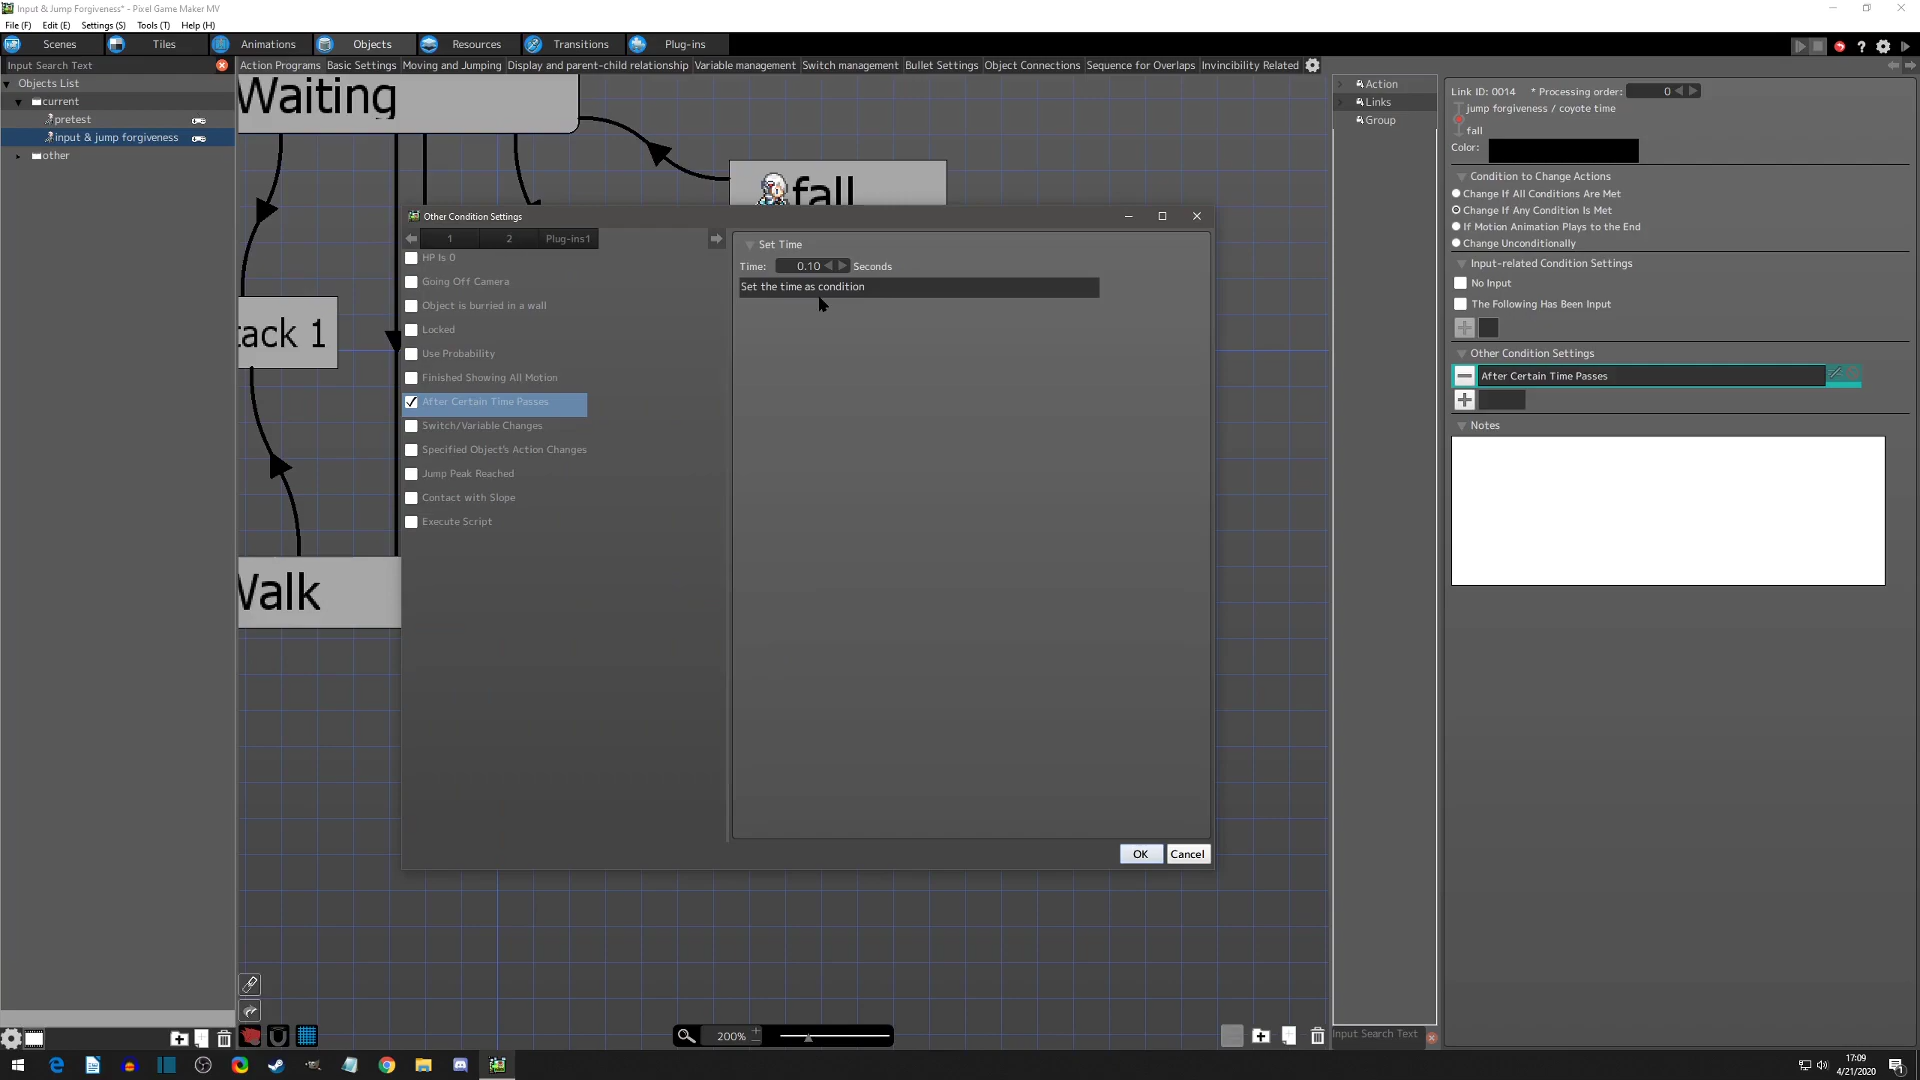 Input & Jump Forgiveness* - Pixel Game Maker MV
File (F) Edit (E) Settings (S) Tools (T) Help (H)
Scenes Tiles Animations Objects Resources Transitions Plug-ins
Input Search Text
Action Programs Basic Settings Moving and Jumping Display and parent-child relationship Variable management Switch management Bullet Settings Object Connections Sequence for Overlaps Invincibility Related
Objects List
current
pretest
input & jump forgiveness
other
Waiting
fall
tack 1
Walk
Other Condition Settings
1 2 Plug-ins1
HP Is 0
Going Off Camera
Object is burried in a wall
Locked
Use Probability
Finished Showing All Motion
After Certain Time Passes
Switch/Variable Changes
Specified Object's Action Changes
Jump Peak Reached
Contact with Slope
Execute Script
Set Time
Time: 0.10 Seconds
Set the time as condition
OK Cancel
200%
Action
Links
Group
Input Search Text
Link ID: 0014 * Processing order: 0
jump forgiveness / coyote time
fall
Color:
Condition to Change Actions
Change If All Conditions Are Met
Change If Any Condition Is Met
If Motion Animation Plays to the End
Change Unconditionally
Input-related Condition Settings
No Input
The Following Has Been Input
Other Condition Settings
After Certain Time Passes
Notes
17:09
4/21/2020